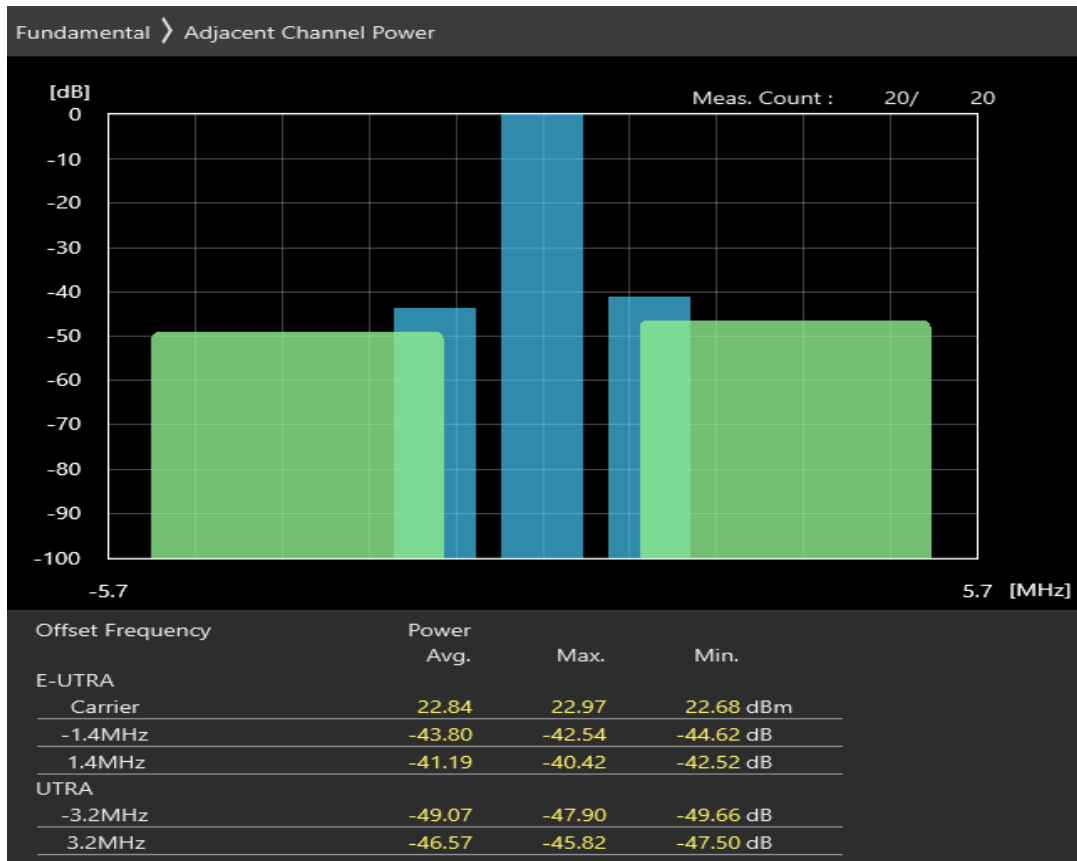 Fundamental 〉 Adjacent Channel Power
[dB]
Meas. Count : 20/ 20
0
-10
-20
-30
-40
-50
-60
-70
-80
-90
-100
-5.7 5.7 [MHz]
Offset Frequency Power
Avg. Max. Min.
E-UTRA
Carrier 22.84 22.97 22.68 dBm
-1.4MHz -43.80 -42.54 -44.62 dB
1.4MHz -41.19 -40.42 -42.52 dB
UTRA
-3.2MHz -49.07 -47.90 -49.66 dB
3.2MHz -46.57 -45.82 -47.50 dB